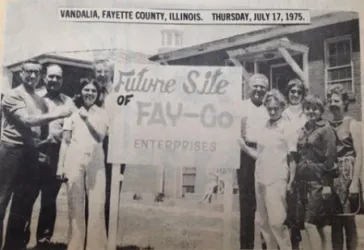 VANDALIA, FAYETTE COUNTY, ILLINOIS. THURSDAY, JULY 17, 1975.
Future Site
OF FAY-Co
ENTERPRISES